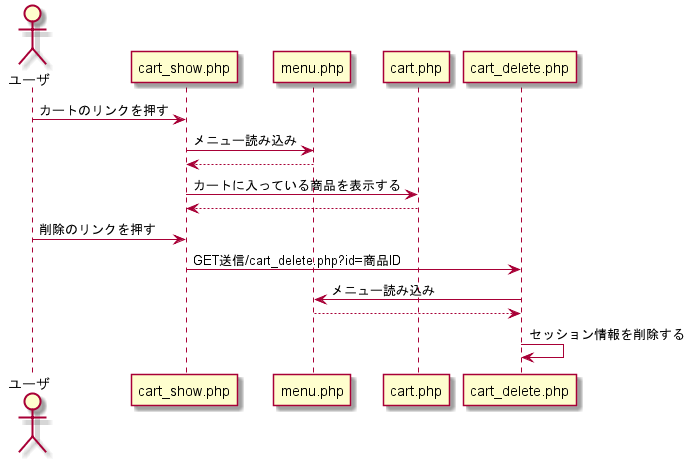 ユーザ
cart_show.php
menu.php
cart.php
cart_delete.php
カートのリンクを押す
メニュー読み込み
カートに入っている商品を表示する
削除のリンクを押す
GET送信/cart_delete.php?id=商品ID
メニュー読み込み
セッション情報を削除する
ユーザ
cart_show.php
menu.php
cart.php
cart_delete.php